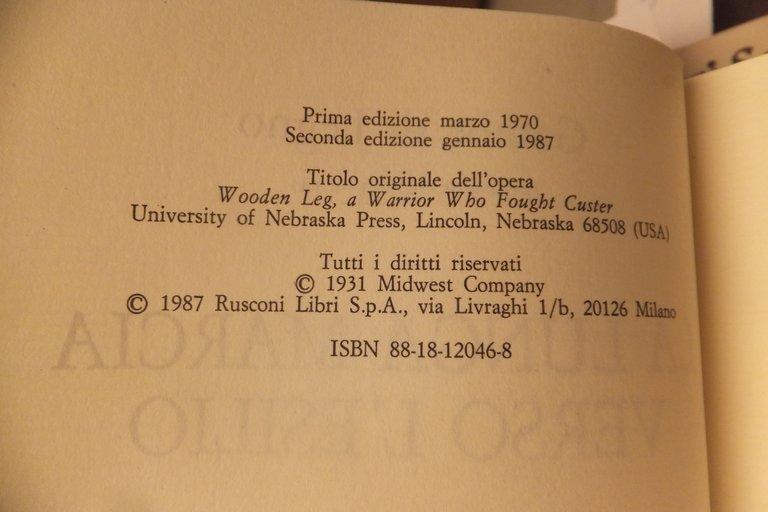 Prima edizione marzo 1970
Seconda edizione gennaio 1987
Titolo originale dell'opera
Wooden Leg, a Warrior Who Fought Custer
University of Nebraska Press, Lincoln, Nebraska 68508 (USA)
Tutti i diritti riservati
© 1931 Midwest Company
© 1987 Rusconi Libri S.p.A., via Livraghi 1/b, 20126 Milano
ISBN 88-18-12046-8